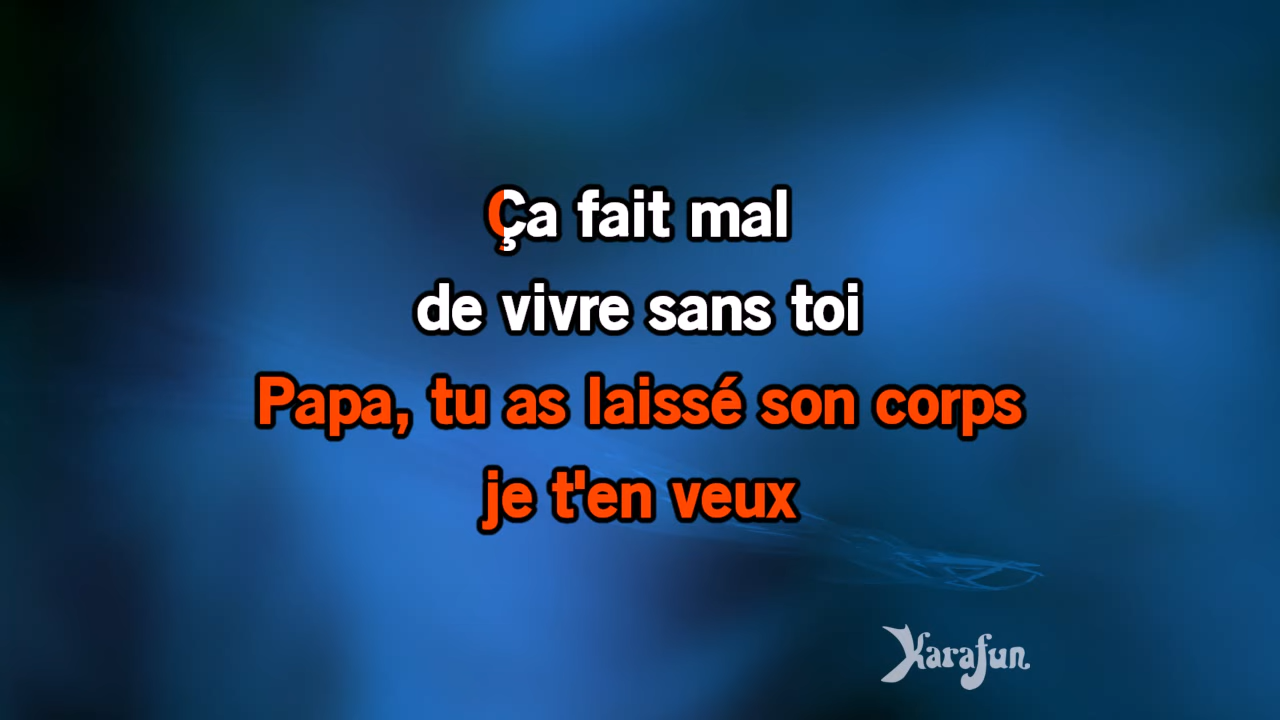 Ça fait mal
de vivre sans toi
Papa, tu as laissé son corps
je t'en veux
Karafun